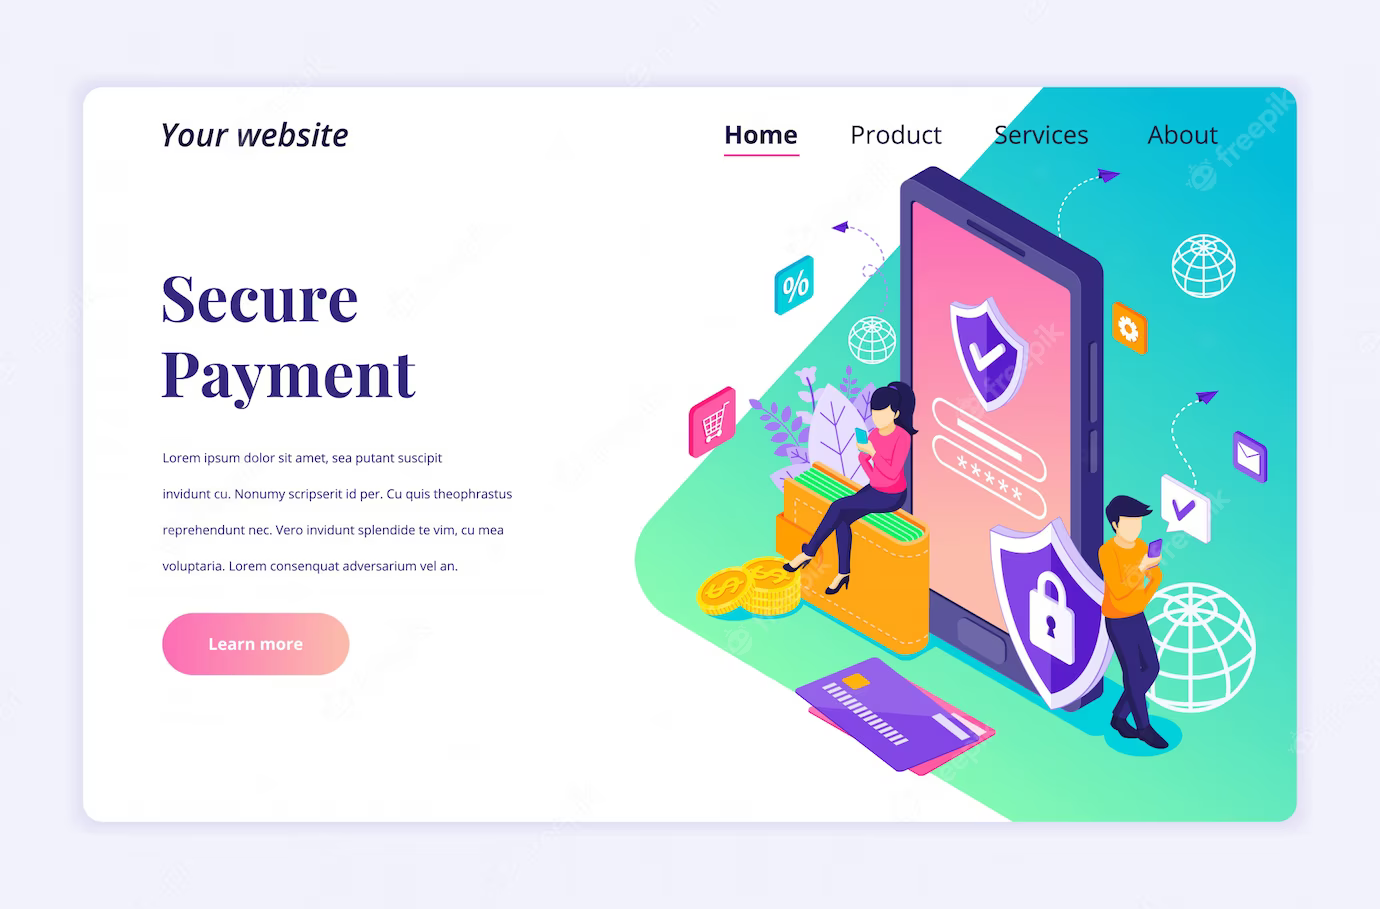 Your website
Home Product Services About
Secure
Payment
Lorem ipsum dolor sit amet, sea putant suscipit
invidunt cu. Nonumy scripserit id per. Cu quis theophrastus
reprehendunt nec. Vero invidunt splendide te vim, cu mea
voluptaria. Lorem consenquat adversarium vel an.
Learn more
%
*****
$ $
freepik
freepik
freepik